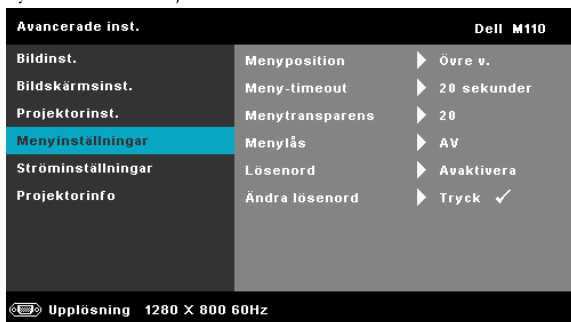 Avancerade inst. Dell M110
Bildinst. Menyposition Övre v.
Bildskärmsinst. Meny-timeout 20 sekunder
Projektorinst. Menytransparens 20
Menyinställningar Menylås AV
Ströminställningar Lösenord Avaktivera
Projektorinfo Ändra lösenord Tryck ✓
Upplösning 1280 X 800 60Hz